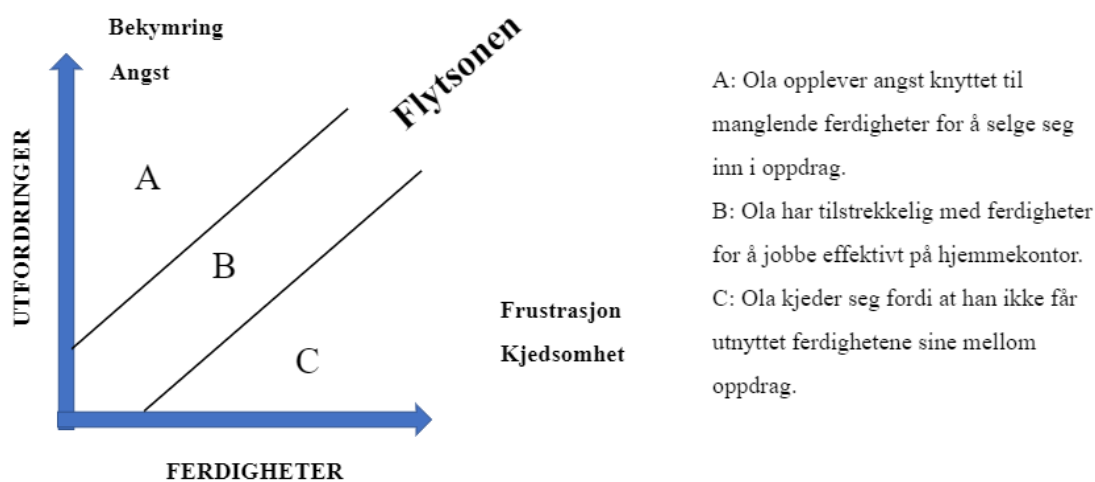 Bekymring
Angst
Flytsonen
UTFORDRINGER
A
B
C
Frustrasjon
Kjedsomhet
FERDIGHETER
A: Ola opplever angst knyttet til
manglende ferdigheter for å selge seg
inn i oppdrag.
B: Ola har tilstrekkelig med ferdigheter
for å jobbe effektivt på hjemmekontor.
C: Ola kjeder seg fordi at han ikke får
utnyttet ferdighetene sine mellom
oppdrag.